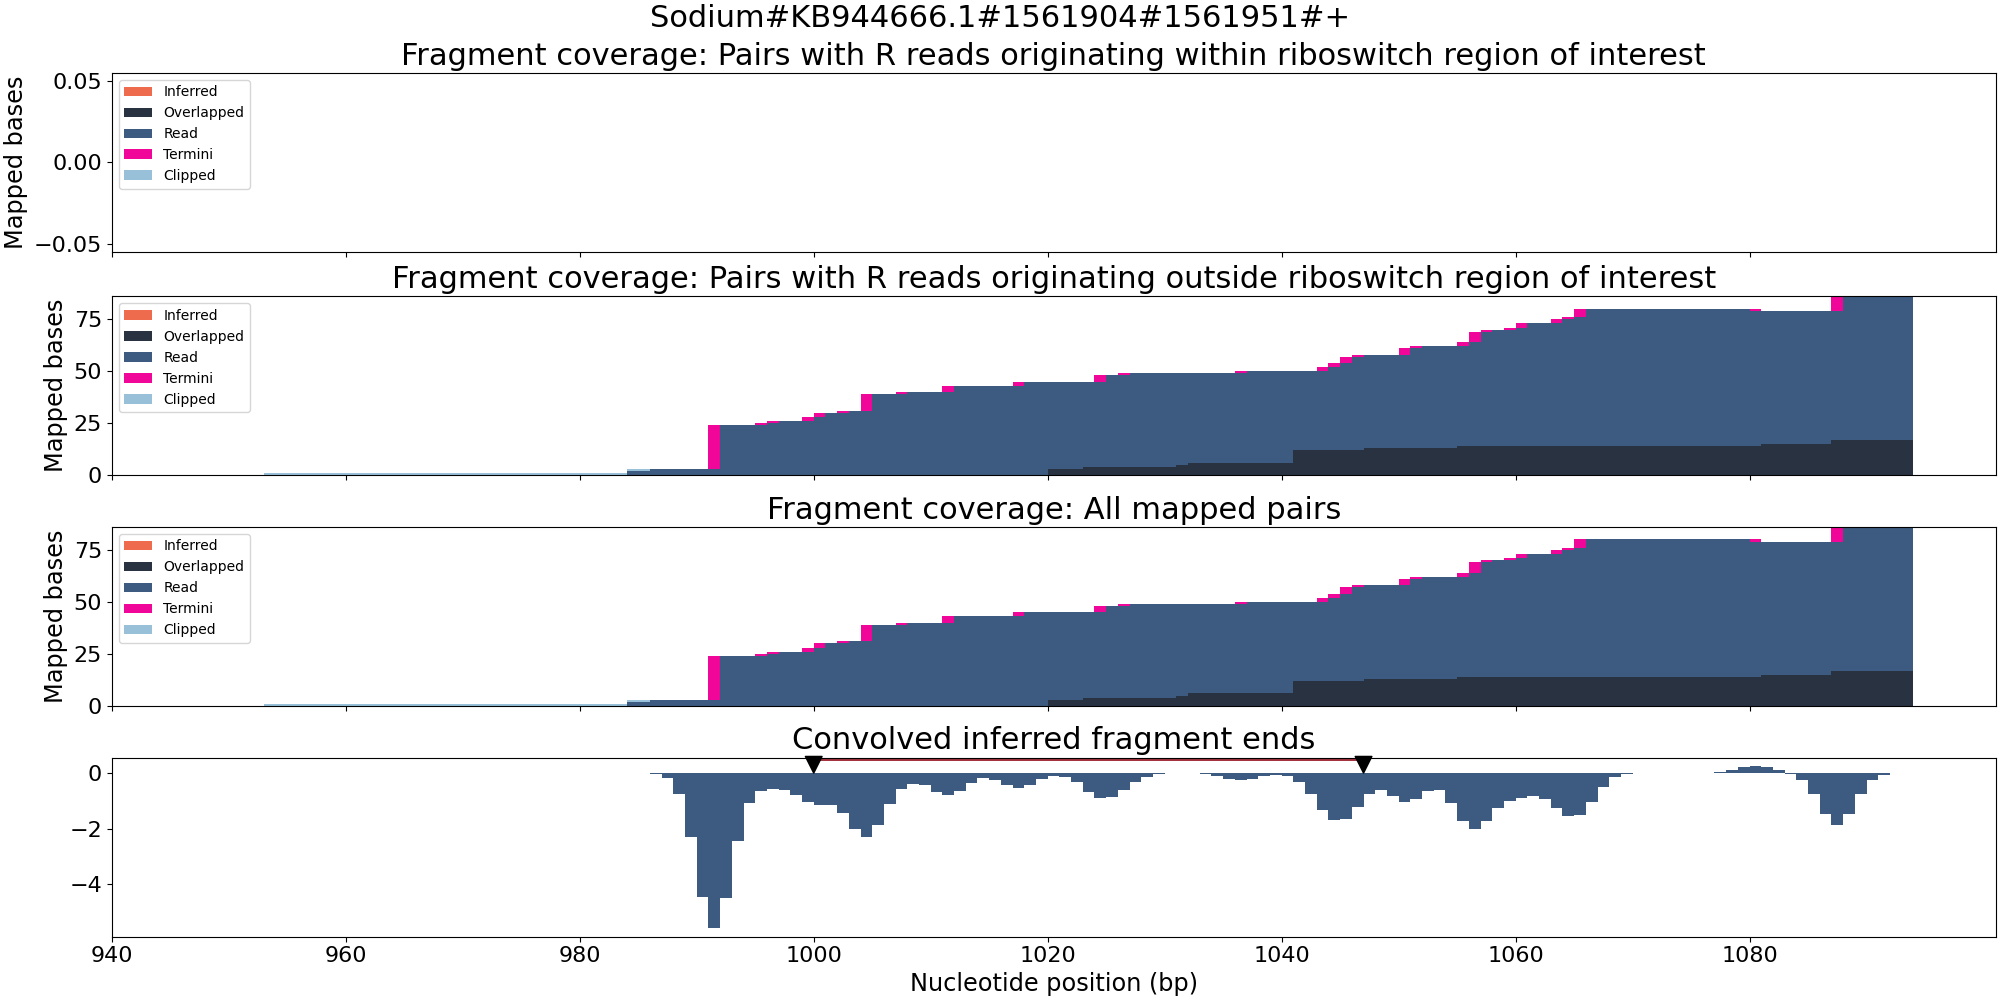 Sodium#KB944666.1#1561904#1561951#+
Fragment coverage: Pairs with R reads originating within riboswitch region of interest
Mapped bases
0.05
0.00
−0.05
Inferred
Overlapped
Read
Termini
Clipped
Fragment coverage: Pairs with R reads originating outside riboswitch region of interest
Mapped bases
75
50
25
0
Inferred
Overlapped
Read
Termini
Clipped
Fragment coverage: All mapped pairs
Mapped bases
75
50
25
0
Inferred
Overlapped
Read
Termini
Clipped
Convolved inferred fragment ends
0
−2
−4
940 960 980 1000 1020 1040 1060 1080
Nucleotide position (bp)